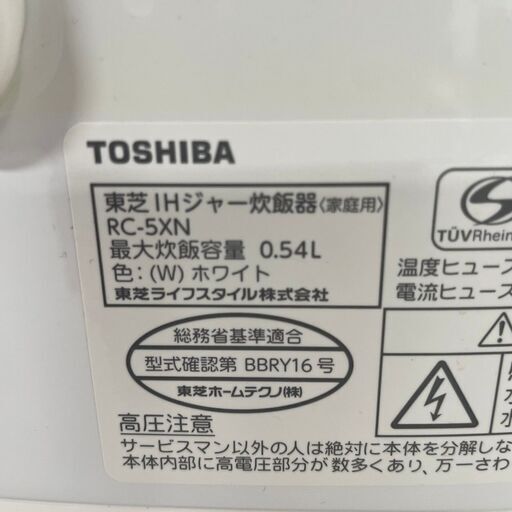 TOSHIBA
東芝IHジャー炊飯器〈家庭用〉
RC-5XN
最大炊飯容量 0.54L
色:(W) ホワイト
東芝ライフスタイル株式会社
総務省基準適合
型式確認第 BBRY16 号
東芝ホームテクノ(株)
高圧注意
サービスマン以外の人は絶対に本体を分解しな
本体内部に高電圧部分が数多くあり、万一さわ
S
TÜVRhein
温度ヒュース
電流ヒュース
水
水